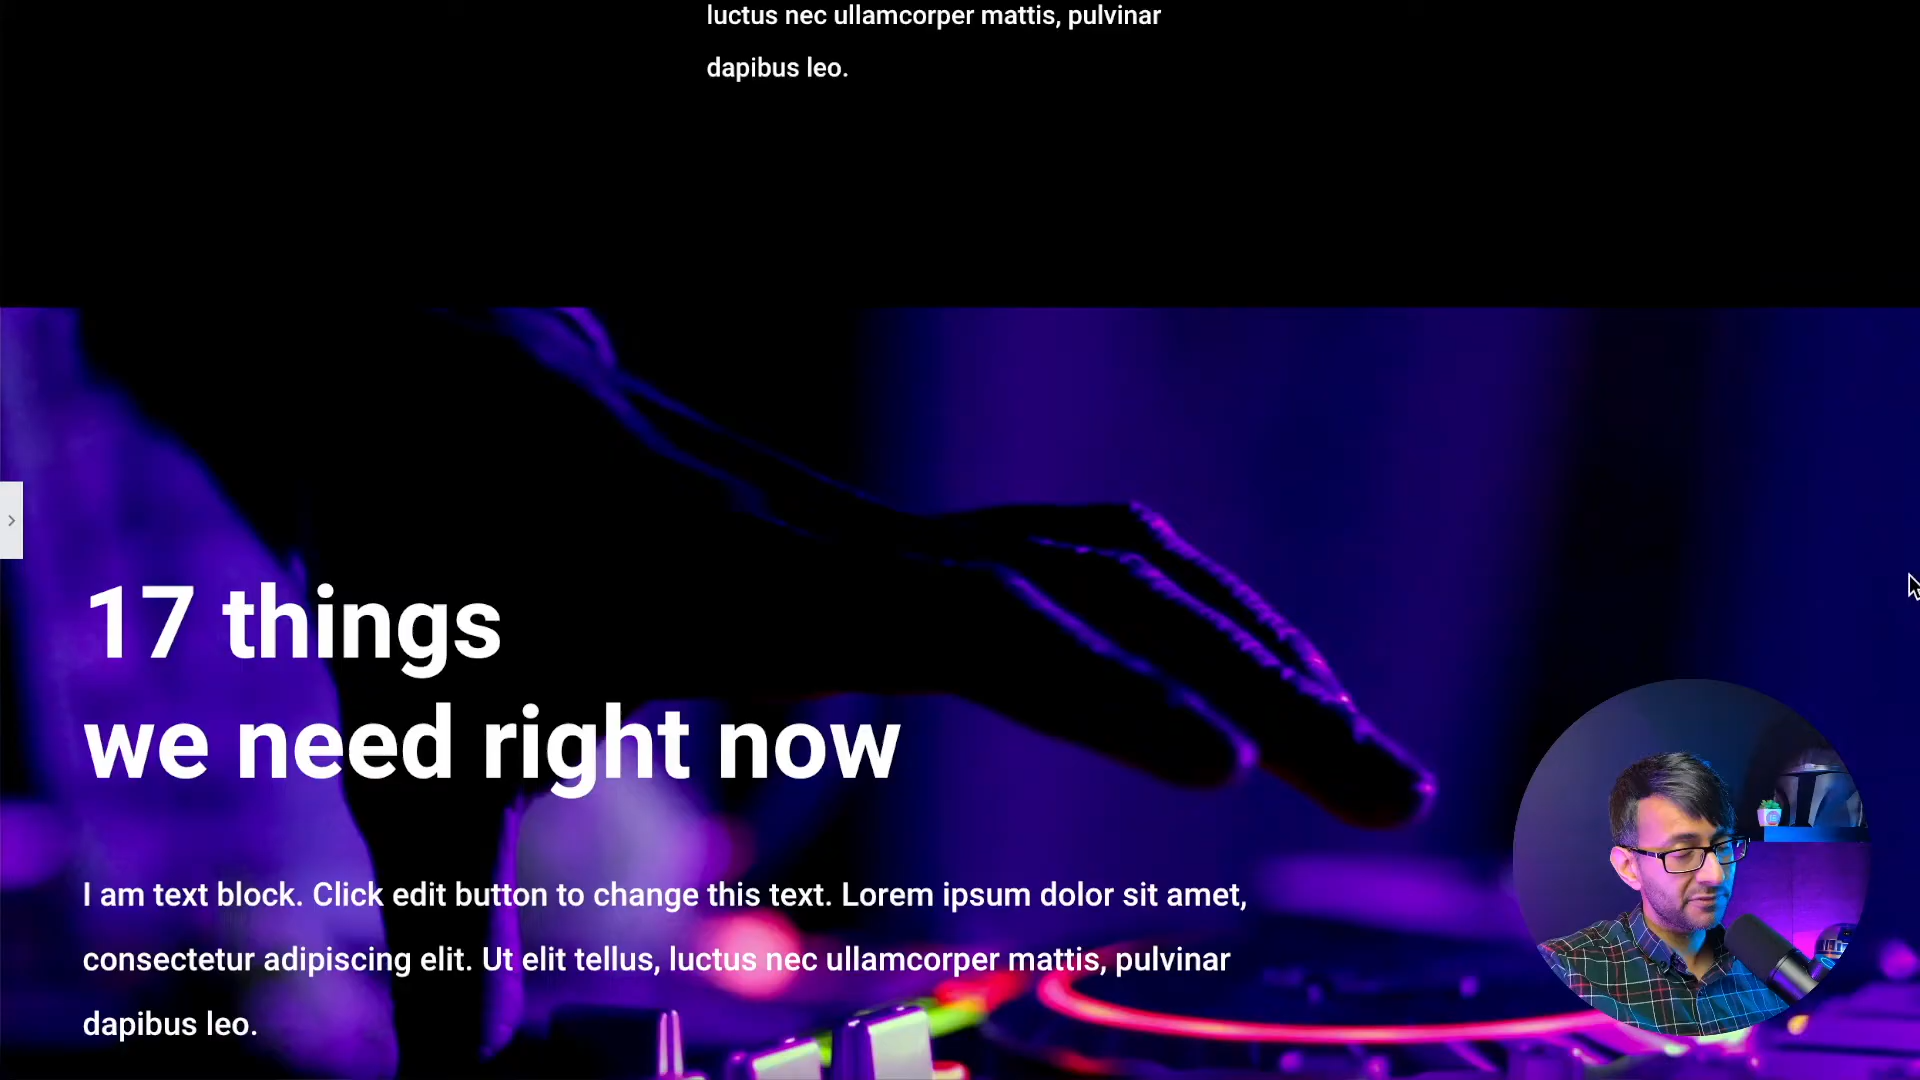 luctus nec ullamcorper mattis, pulvinar
dapibus leo.
17 things
we need right now
I am text block. Click edit button to change this text. Lorem ipsum dolor sit amet,
consectetur adipiscing elit. Ut elit tellus, luctus nec ullamcorper mattis, pulvinar
dapibus leo.